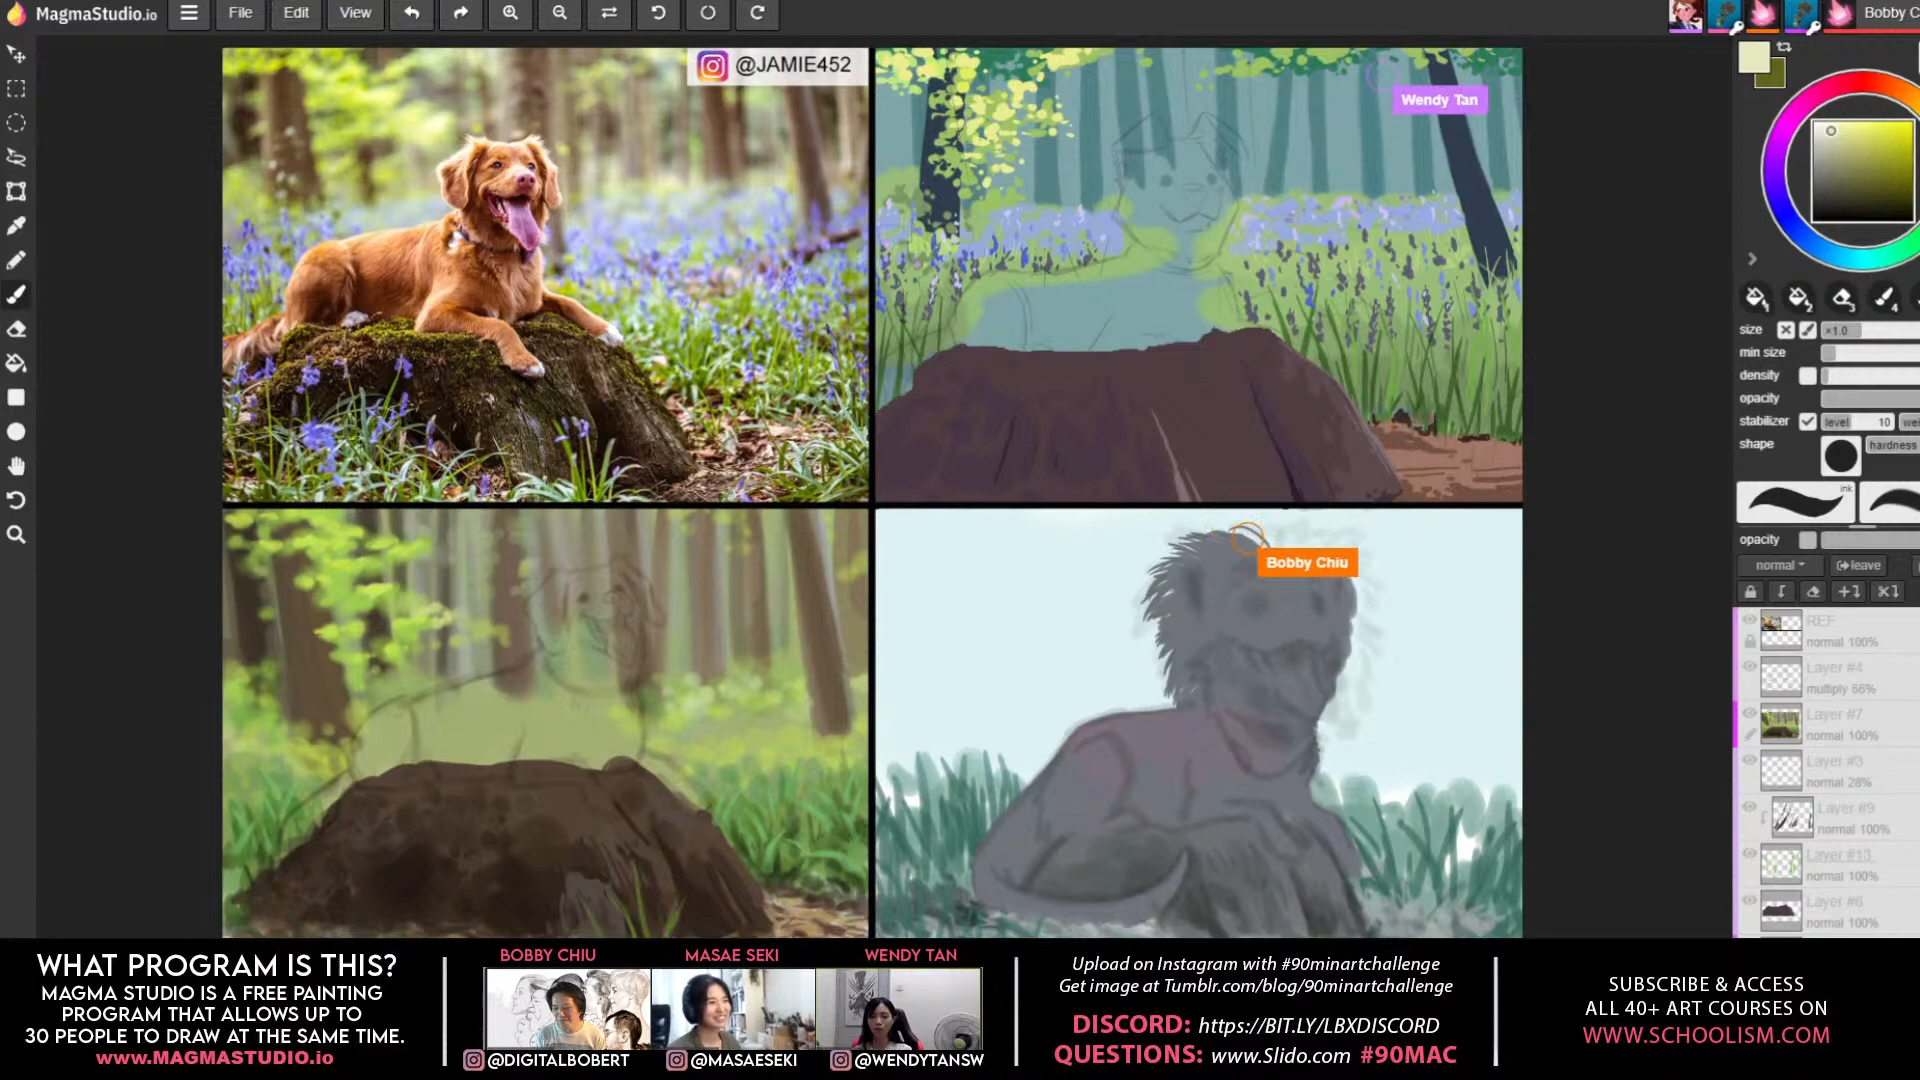 MagmaStudio.io
File
Edit
View
Bobby C
@JAMIE452
Wendy Tan
Bobby Chiu
size
×1.0
min size
density
opacity
stabilizer
level 10
shape
hardness
ink
opacity
normal
leave
REF
normal 100%
Layer #4
multiply 66%
Layer #7
normal 100%
Layer #3
normal 28%
Layer #9
normal 100%
Layer #13
normal 100%
Layer #8
normal 100%
WHAT PROGRAM IS THIS?
MAGMA STUDIO IS A FREE PAINTING
PROGRAM THAT ALLOWS UP TO
30 PEOPLE TO DRAW AT THE SAME TIME.
www.MAGMASTUDIO.io
BOBBY CHIU
MASAE SEKI
WENDY TAN
@DIGITALBOBERT
@MASAESEKI
@WENDYTANSW
Upload on Instagram with #90minartchallenge
Get image at Tumblr.com/blog/90minartchallenge
DISCORD: https://BIT.LY/LBXDISCORD
QUESTIONS: www.Slido.com #90MAC
SUBSCRIBE & ACCESS
ALL 40+ ART COURSES ON
WWW.SCHOOLISM.COM